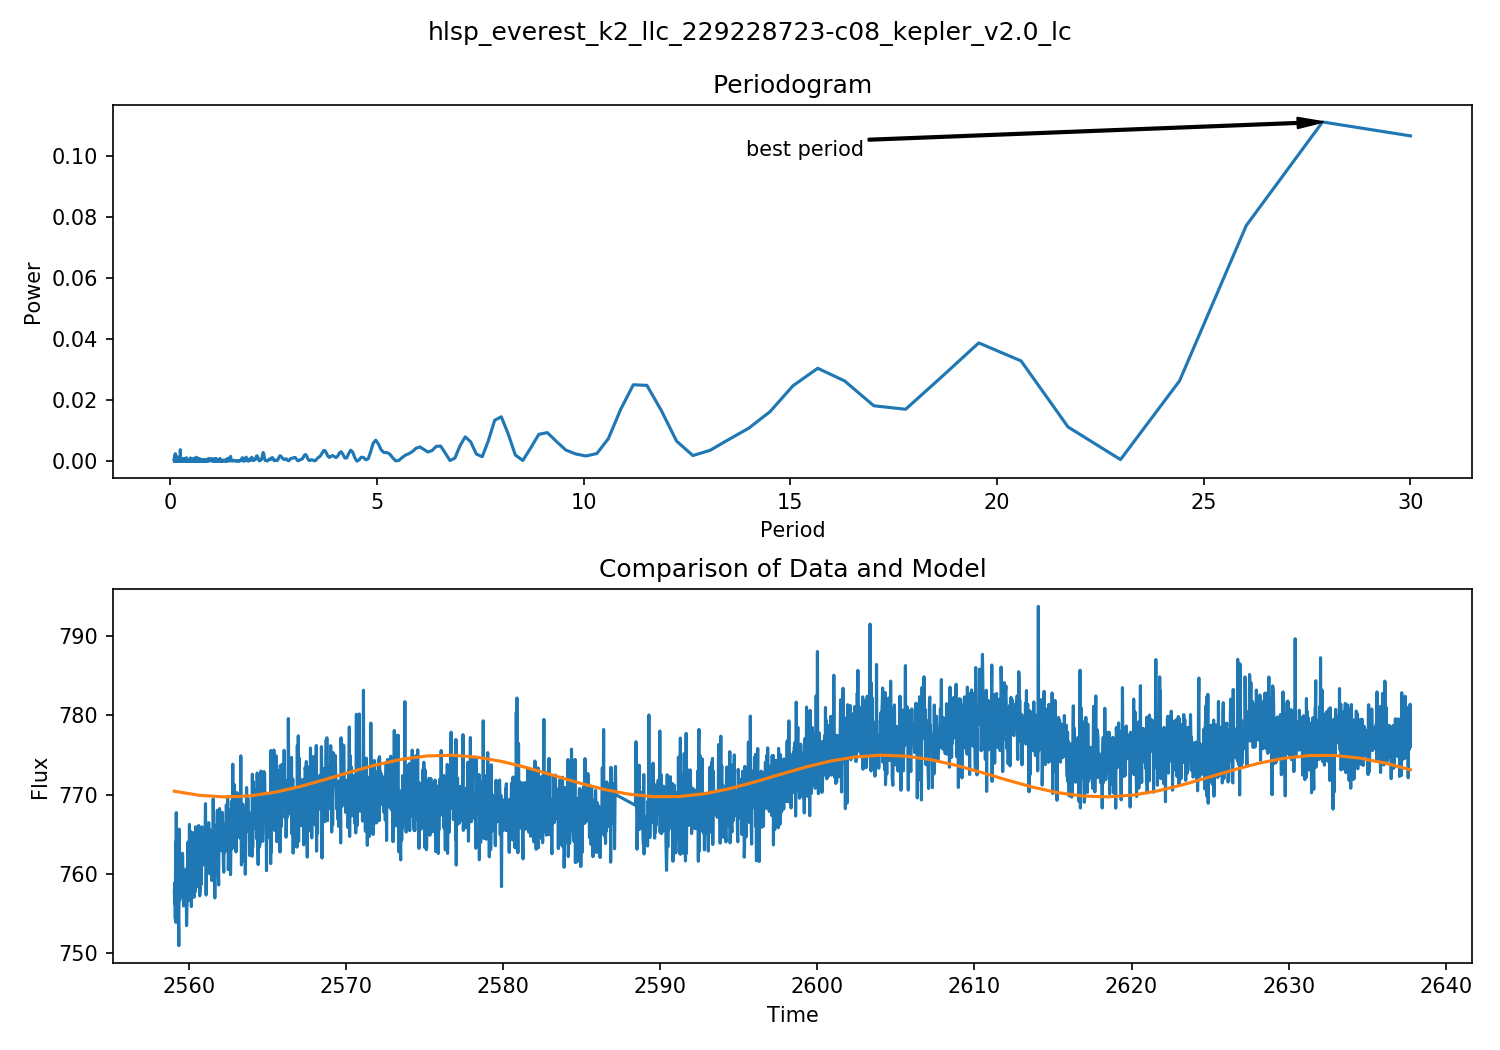 hlsp_everest_k2_llc_229228723-c08_kepler_v2.0_lc
Periodogram
best period
0.10
0.08
0.06
0.04
0.02
0.00
Power
0 5 10 15 20 25 30
Period
Comparison of Data and Model
790
780
770
760
750
Flux
2560 2570 2580 2590 2600 2610 2620 2630 2640
Time